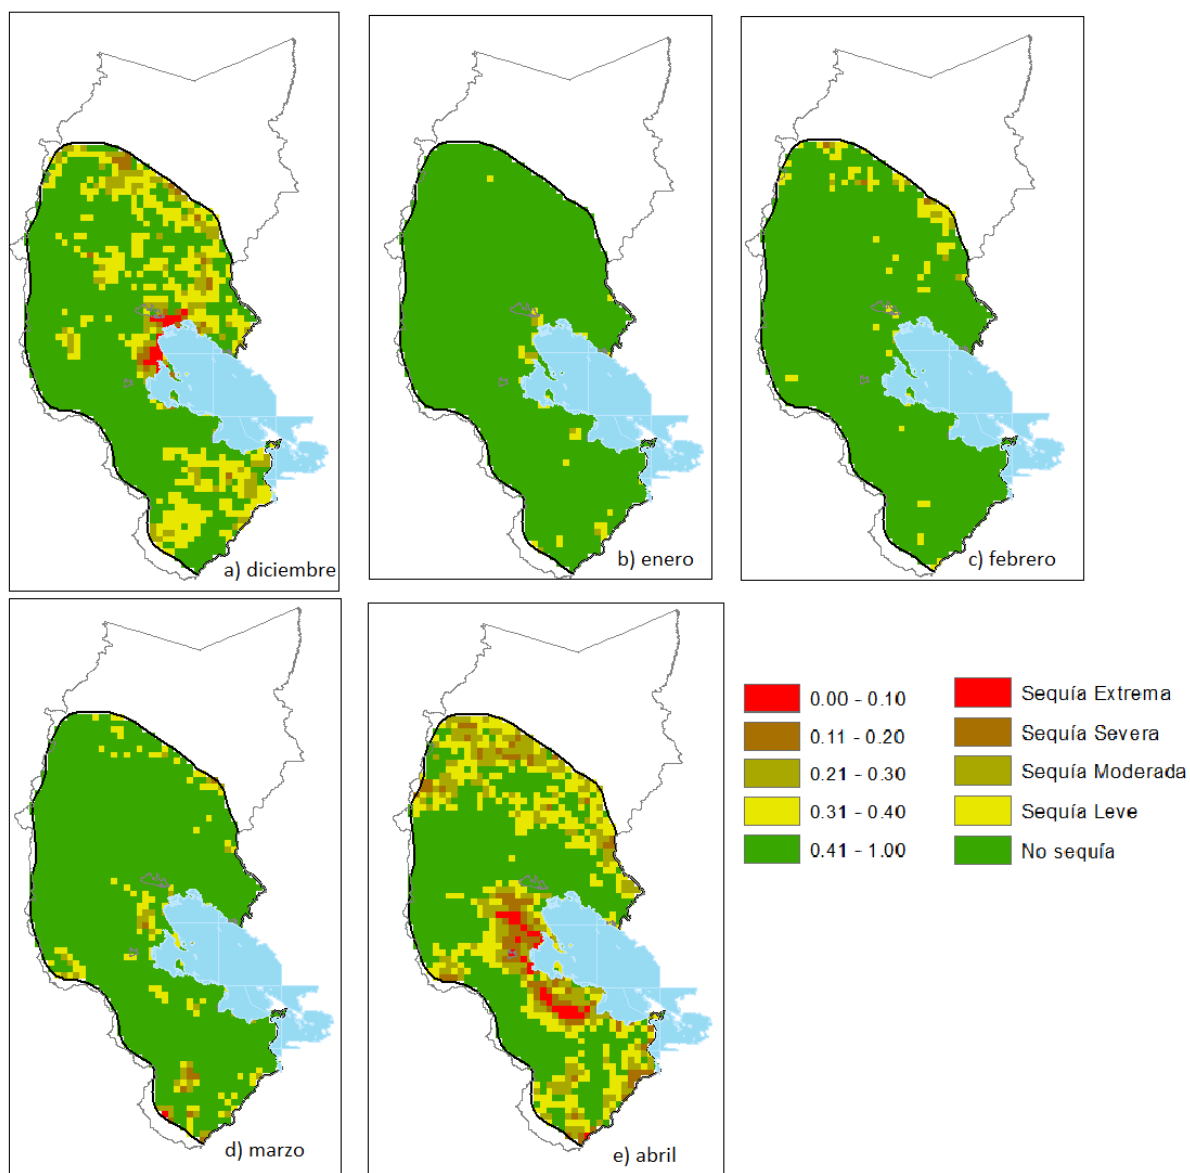 a) diciembre
b) enero
c) febrero
d) marzo
e) abril
0.00 - 0.10
Sequía Extrema
0.11 - 0.20
Sequía Severa
0.21 - 0.30
Sequía Moderada
0.31 - 0.40
Sequía Leve
0.41 - 1.00
No sequía